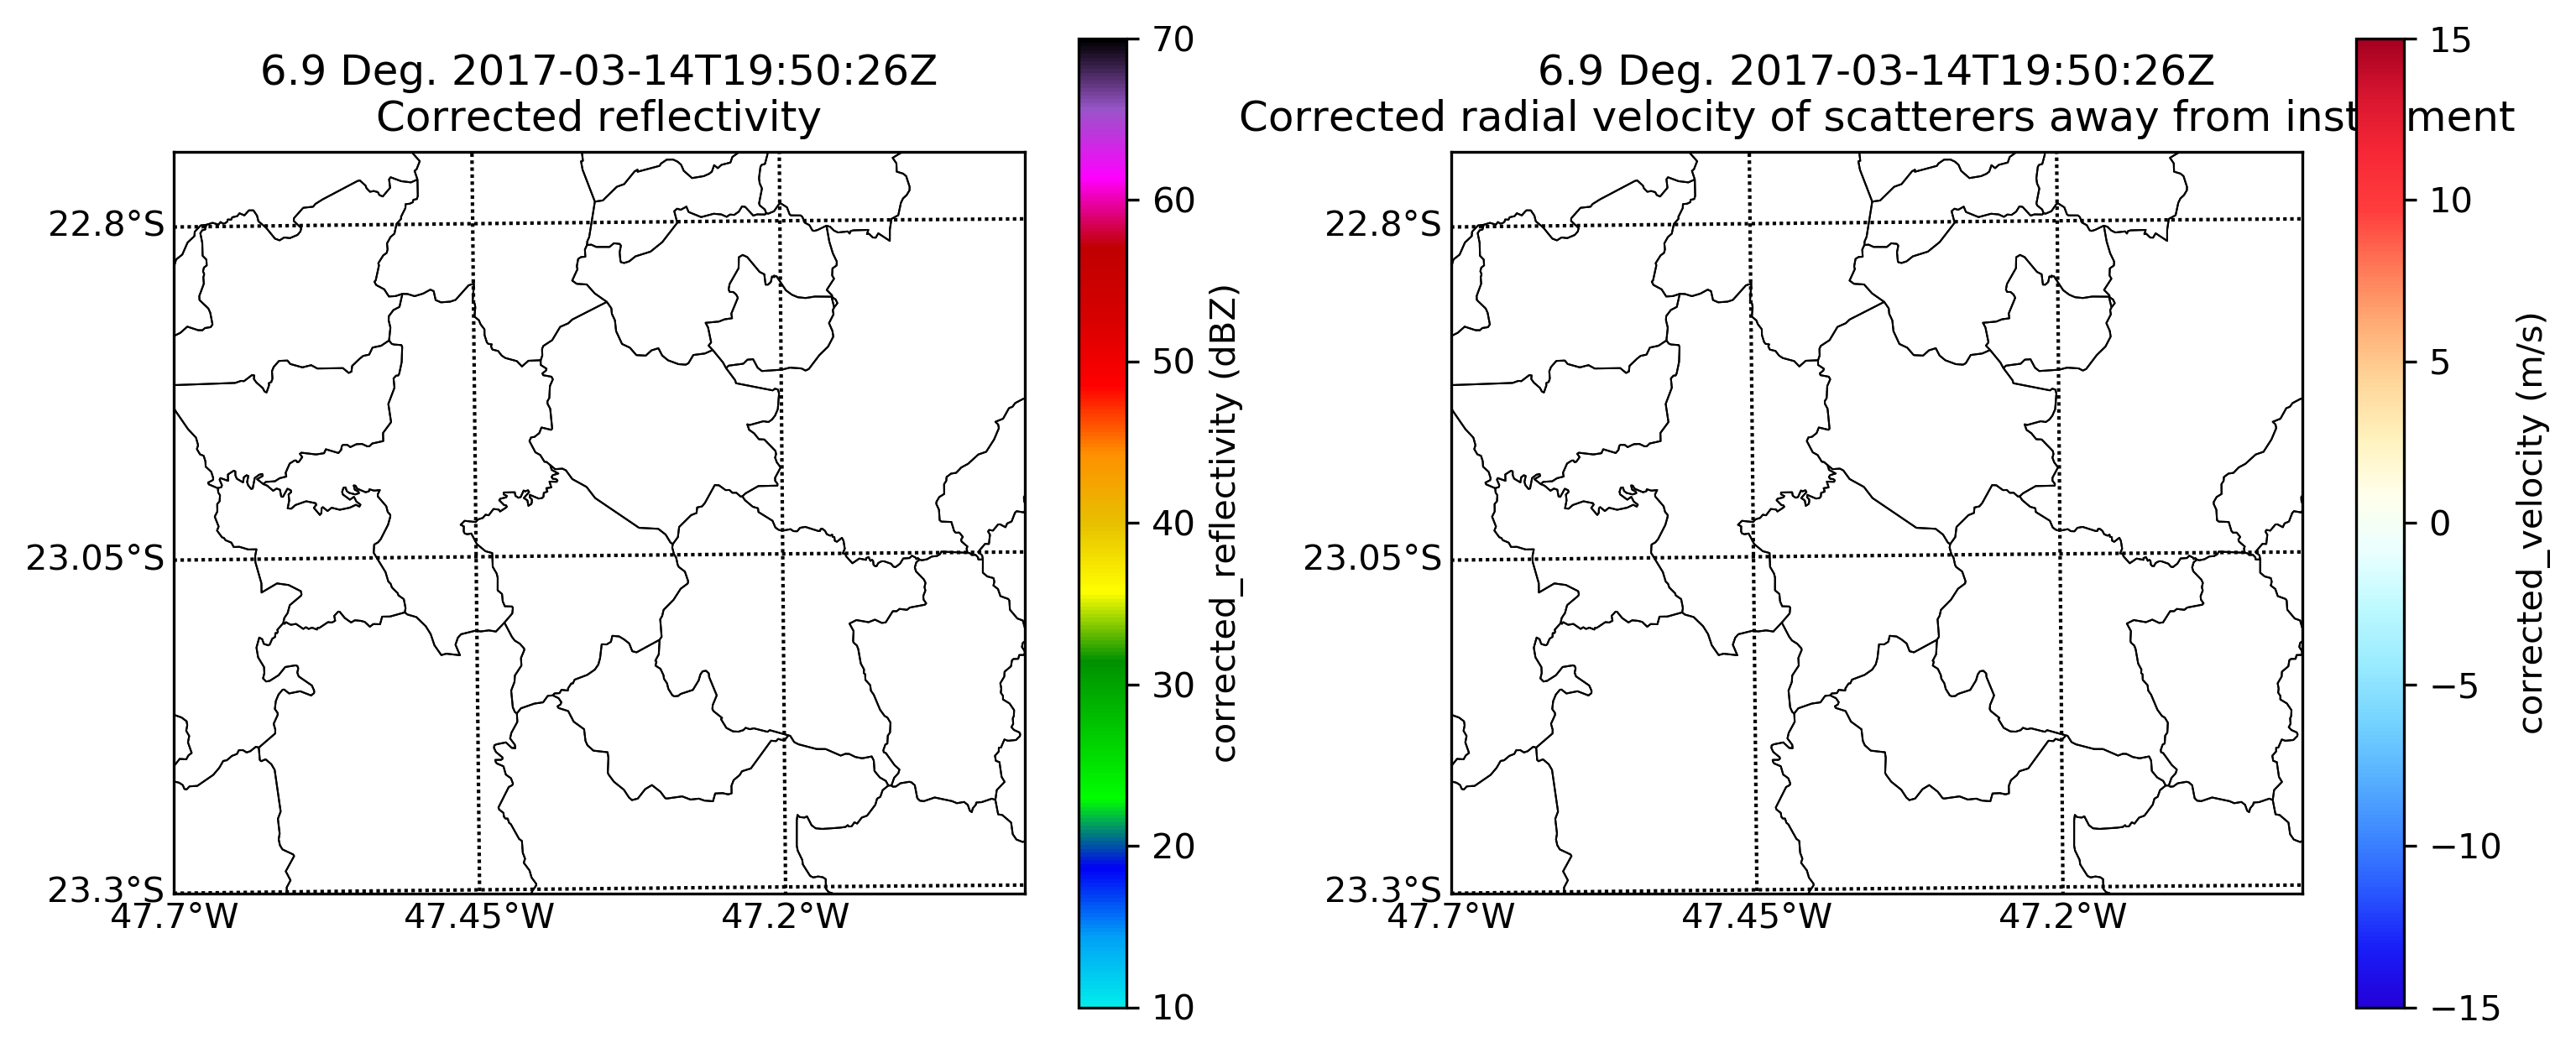 6.9 Deg. 2017-03-14T19:50:26Z
Corrected reflectivity
22.8°S
23.05°S
23.3°S
47.7°W
47.45°W
47.2°W
70
60
50
40
30
20
10
corrected_reflectivity (dBZ)
6.9 Deg. 2017-03-14T19:50:26Z
Corrected radial velocity of scatterers away from inst ment
22.8°S
23.05°S
23.3°S
47.7°W
47.45°W
47.2°W
15
10
5
0
−5
−10
−15
corrected_velocity (m/s)